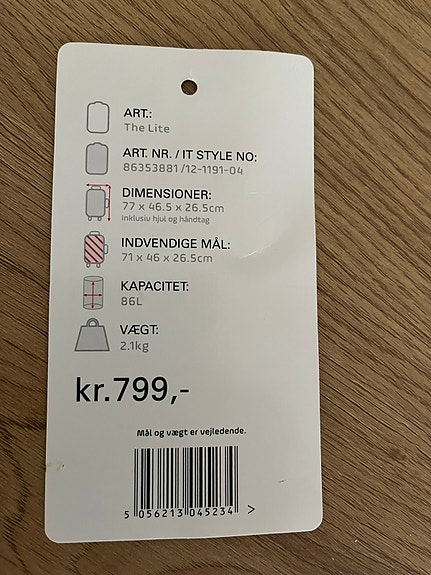 ART.:
The Lite
ART. NR. / IT STYLE NO:
86353881 /12-1191-04
DIMENSIONER:
77 x 46.5 x 26.5cm
Inklusiv hjul og håndtag
INDVENDIGE MÅL:
71 x 46 x 26.5cm
KAPACITET:
86L
VÆGT:
2.1kg
kr.799,-
Mål og vægt er vejledende.
5 056213 045234 >